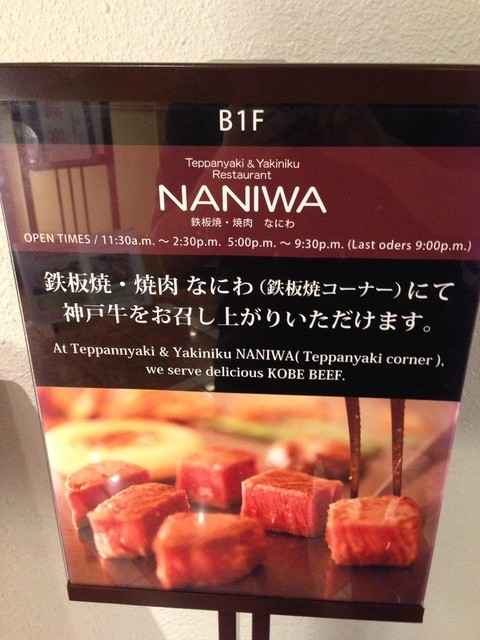 B1F
Teppanyaki & Yakiniku
Restaurant
NANIWA
鉄板焼・焼肉 なにわ
OPEN TIMES / 11:30a.m. ～ 2:30p.m. 5:00p.m. ～ 9:30p.m. (Last oders 9:00p.m.)
鉄板焼・焼肉 なにわ（鉄板焼コーナー）にて
神戸牛をお召し上がりいただけます。
At Teppannyaki & Yakiniku NANIWA( Teppanyaki corner ),
we serve delicious KOBE BEEF.